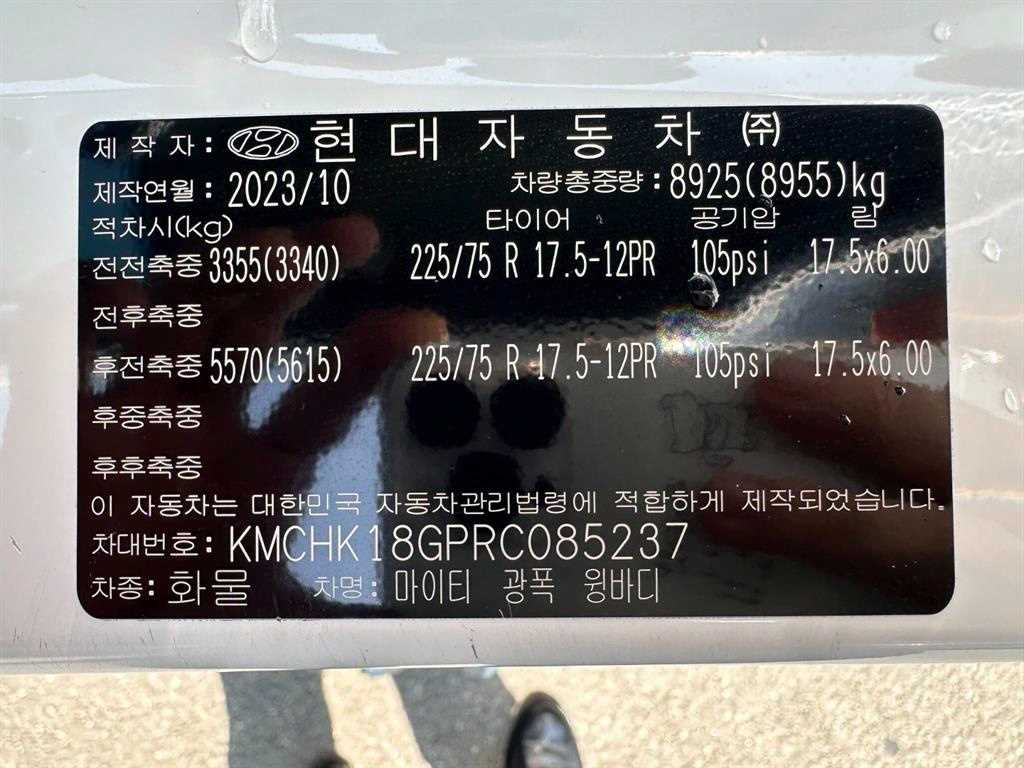 제 작 자 : 현 대 자 동 차 ㈜
제작연월 : 2023/10 차량총중량 : 8925(8955)kg
적차시(kg) 타이어 공기압 림
전전축중 3355(3340) 225/75 R 17.5-12PR 105psi 17.5x6.00
전후축중
후전축중 5570(5615) 225/75 R 17.5-12PR 105psi 17.5x6.00
후중축중
후후축중
이 자동차는 대한민국 자동차관리법령에 적합하게 제작되었습니다.
차대번호: KMCHK18GPRC085237
차종: 화물 차명: 마이티 광폭 윙바디